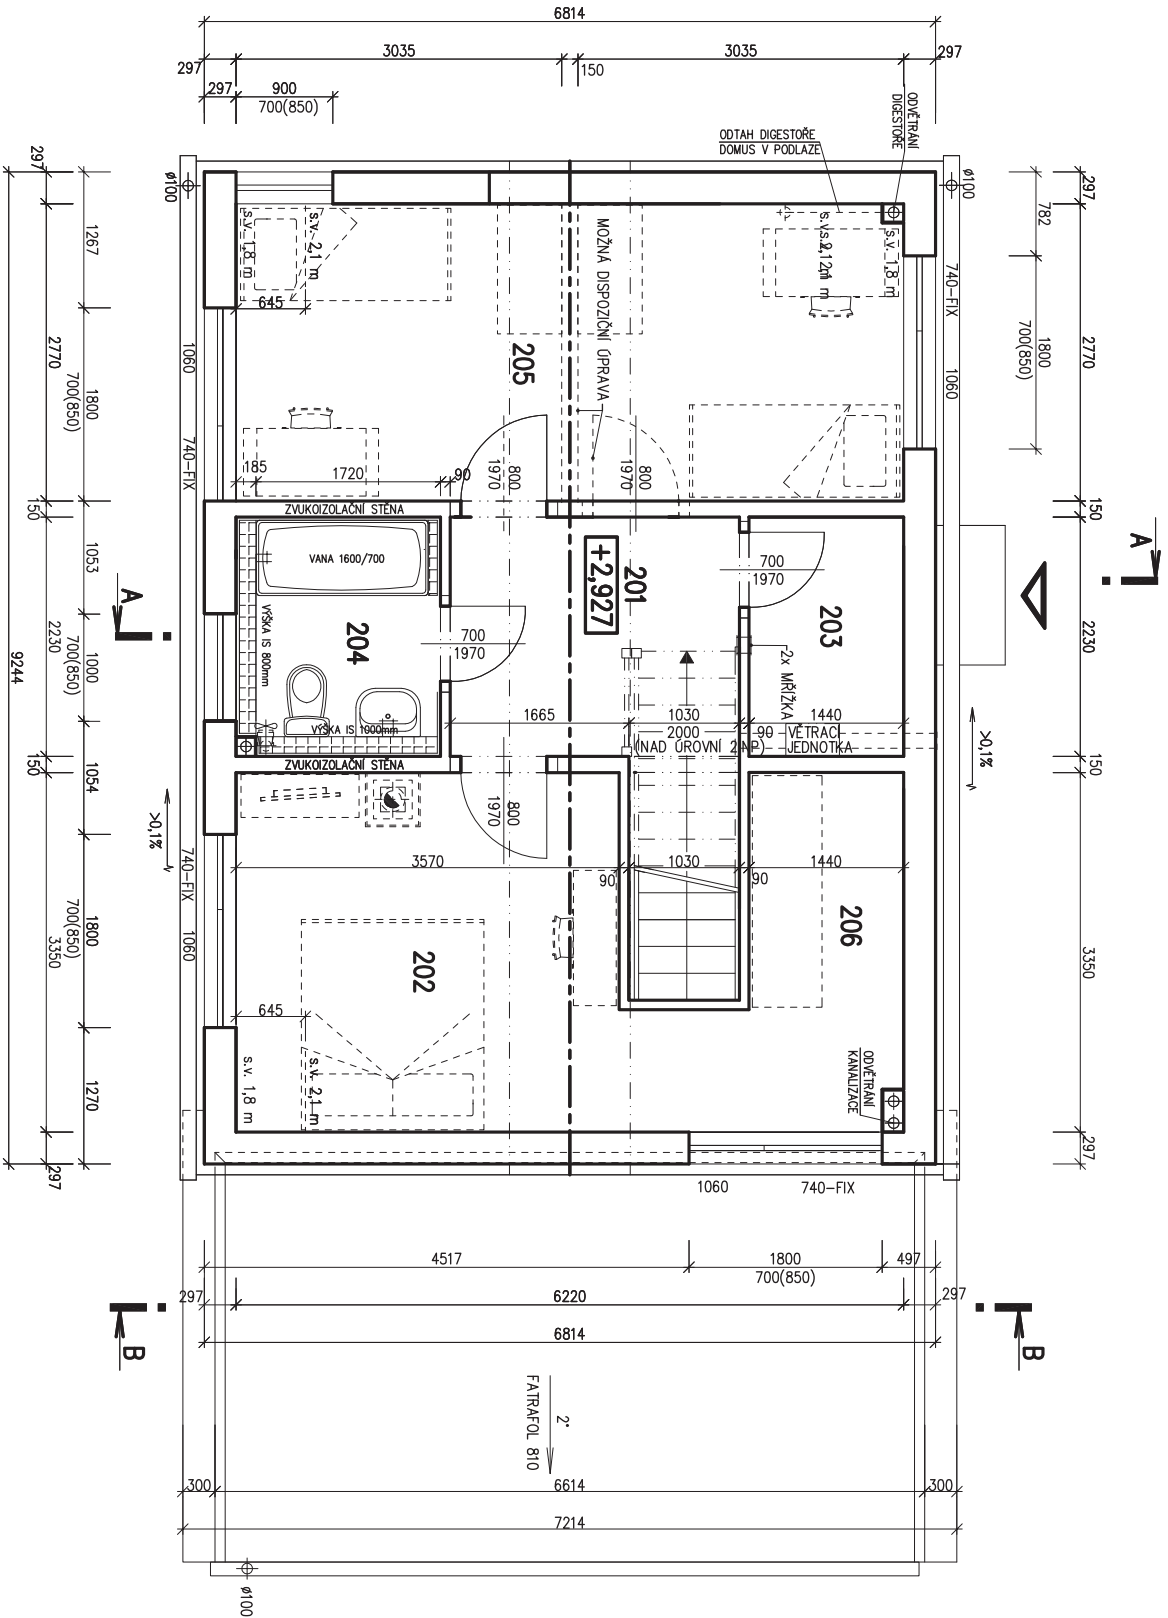 6814
3035
3035
297
150
297
297
900
700(850)
ODVĚTRÁNÍ
DIGESTOŘE
ODTAH DIGESTOŘE
DOMUS V PODLAZE
297
ø100
ø100
297
782
1267
s.v. 1,8 m
s.v. 2,1 m
MOŽNÁ DISPOZIČNÍ ÚPRAVA
s.v. 1,8 m
740-FIX
645
2770
1060
205
1800
700(850)
2770
1060
1800
700(850)
740-FIX
185
1720
90
800
1970
800
1970
150
ZVUKOIZOLAČNÍ STĚNA
150
A
1053
VANA 1600/700
+2,927
201
700
1970
203
A
VÝŠKA IS 800mm
204
700
1970
2230
1000
700(850)
2230
9244
2x MŘÍŽKA
VÝŠKA IS 1000mm
1665
1030
1440
2000
90
VĚTRACÍ
(NAD ÚROVNÍ 2.NP)
JEDNOTKA
>0,1%
150
ZVUKOIZOLAČNÍ STĚNA
150
1054
>0,1%
800
1970
740-FIX
3570
1030
1440
90
90
1800
700(850)
3350
1060
202
206
3350
645
s.v. 1,8 m
s.v. 2,1 m
ODVĚTRÁNÍ
KANALIZACE
1270
297
297
1060
740-FIX
4517
1800
497
700(850)
297
6220
297
B
6814
B
2°
FATRAFOL 810
300
6614
300
7214
ø100